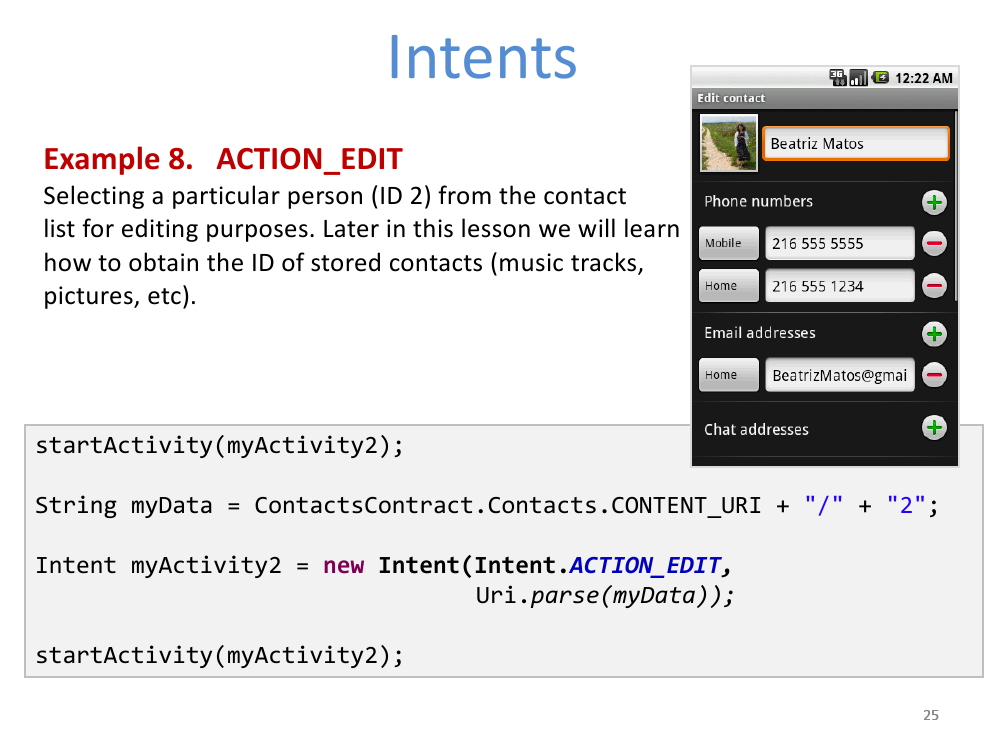 Intents
Example 8. ACTION_EDIT
Selecting a particular person (ID 2) from the contact
list for editing purposes. Later in this lesson we will learn
how to obtain the ID of stored contacts (music tracks,
pictures, etc).
3G 12:22 AM
Edit contact
Beatriz Matos
Phone numbers
Mobile 216 555 5555
Home 216 555 1234
Email addresses
Home BeatrizMatos@gmai
Chat addresses
startActivity(myActivity2);
String myData = ContactsContract.Contacts.CONTENT_URI + "/" + "2";
Intent myActivity2 = new Intent(Intent.ACTION_EDIT,
Uri.parse(myData));
startActivity(myActivity2);
25